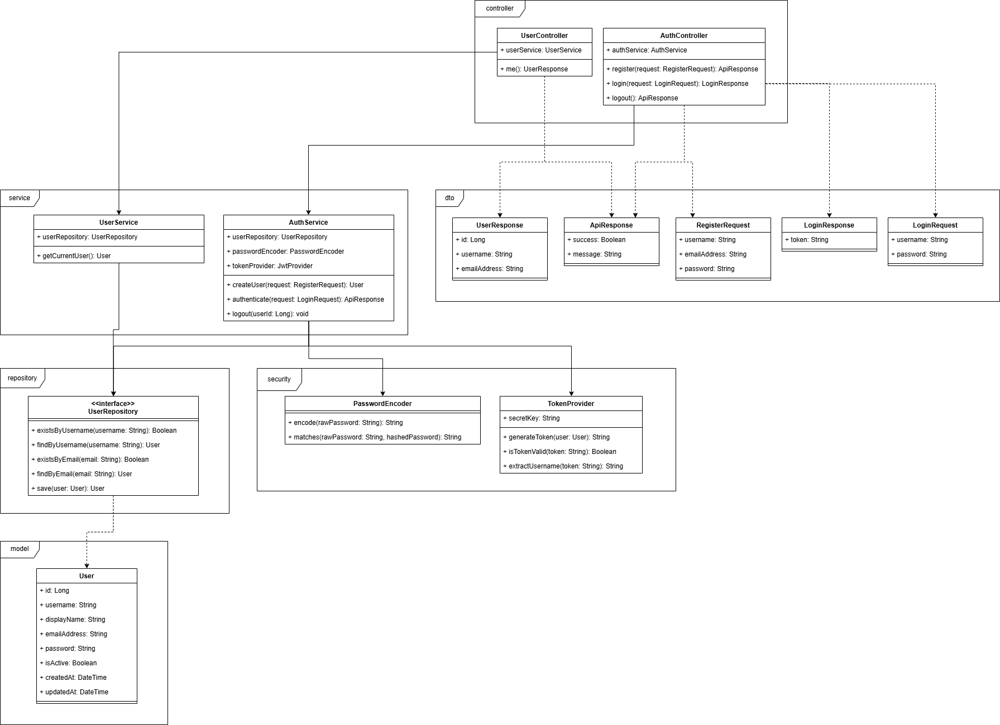 controller
UserController
+ userService: UserService
+ me(): UserResponse
AuthController
+ authService: AuthService
+ register(request: RegisterRequest): ApiResponse
+ login(request: LoginRequest): LoginResponse
+ logout(): ApiResponse
service
UserService
+ userRepository: UserRepository
+ getCurrentUser(): User
AuthService
+ userRepository: UserRepository
+ passwordEncoder: PasswordEncoder
+ tokenProvider: JwtProvider
+ createUser(request: RegisterRequest): User
+ authenticate(request: LoginRequest): ApiResponse
+ logout(userId: Long): void
dto
UserResponse
+ id: Long
+ username: String
+ emailAddress: String
ApiResponse
+ success: Boolean
+ message: String
RegisterRequest
+ username: String
+ emailAddress: String
+ password: String
LoginResponse
+ token: String
LoginRequest
+ username: String
+ password: String
repository
<<interface>>
UserRepository
+ existsByUsername(username: String): Boolean
+ findByUsername(username: String): User
+ existsByEmail(email: String): Boolean
+ findByEmail(email: String): User
+ save(user: User): User
security
PasswordEncoder
+ encode(rawPassword: String): String
+ matches(rawPassword: String, hashedPassword): String
TokenProvider
+ secretKey: String
+ generateToken(user: User): String
+ isTokenValid(token: String): Boolean
+ extractUsername(token: String): String
model
User
+ id: Long
+ username: String
+ displayName: String
+ emailAddress: String
+ password: String
+ isActive: Boolean
+ createdAt: DateTime
+ updatedAt: DateTime